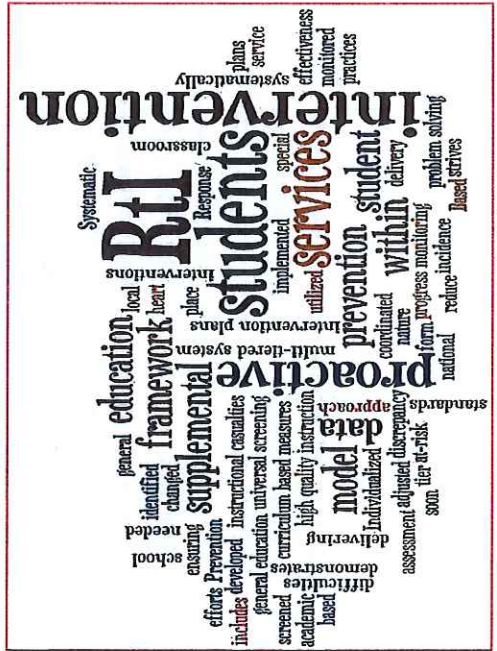 school
needed
ensuring
efforts Prevention
includes developed
general education universal screening
screened
academic
based
difficulties
demonstrates
delivering
curriculum based measures
high quality instruction
instructional casualties
general
identified
changed
education
local
framework
heart
supplemental
place
multi-tiered system
intervention plans
proactive
model
data
approach
Individualized
assessment adjusted discrepancy
soon
tier at-risk
standards
Systematic
RtI
interventions
Response
classroom
students
implemented
special
utilized
services
prevention
student
coordinated
within
nature
delivery
form
progress monitoring
national
reduce incidence
problem solving
Based strives
intervention
systematically
plans
service
effectiveness
monitored
practices